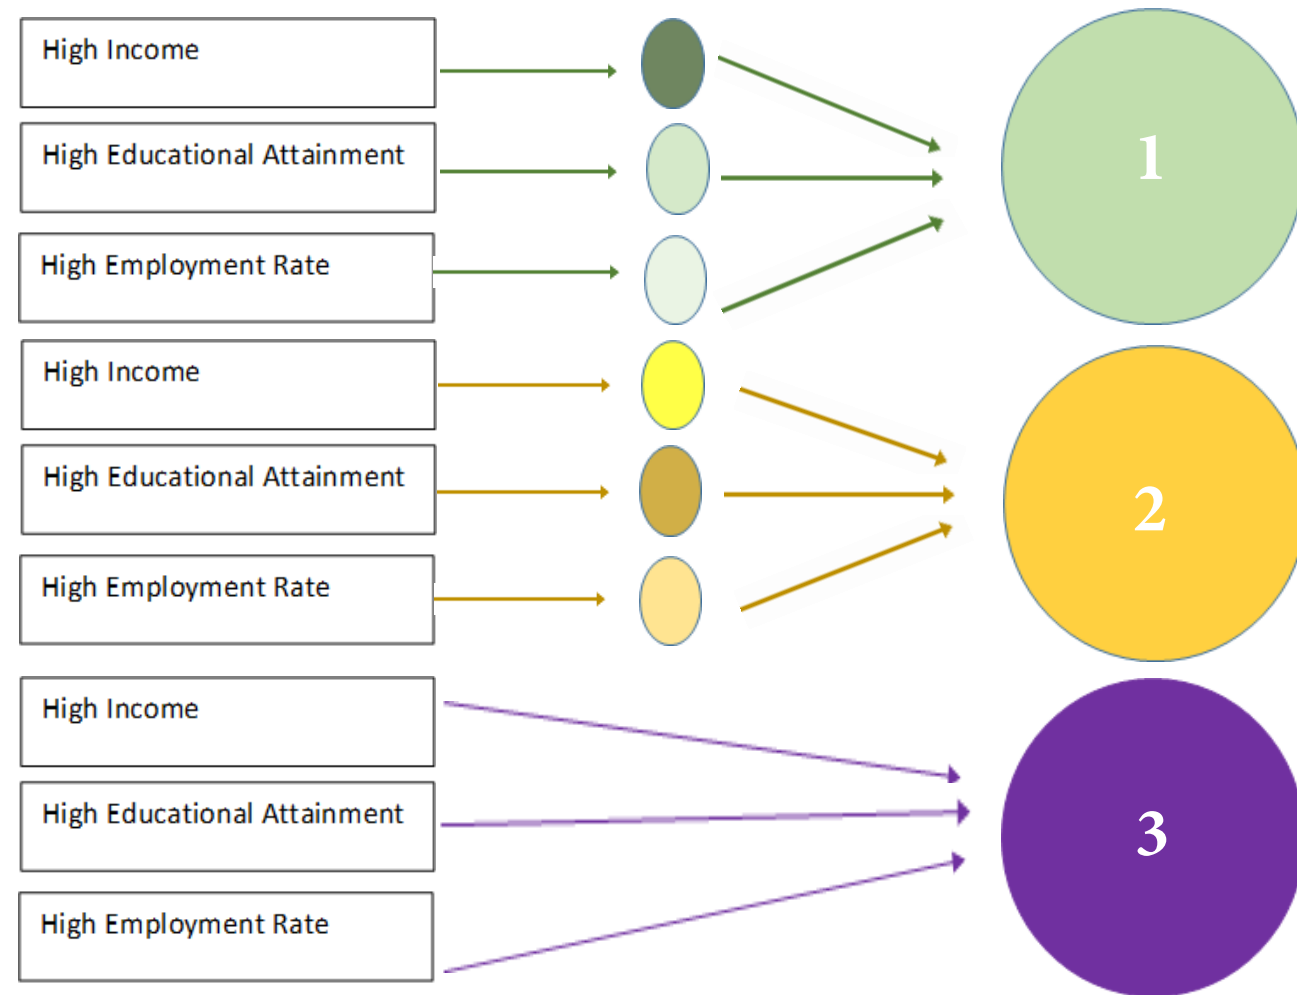 High Income
High Educational Attainment
High Employment Rate
1
High Income
High Educational Attainment
High Employment Rate
2
High Income
High Educational Attainment
High Employment Rate
3